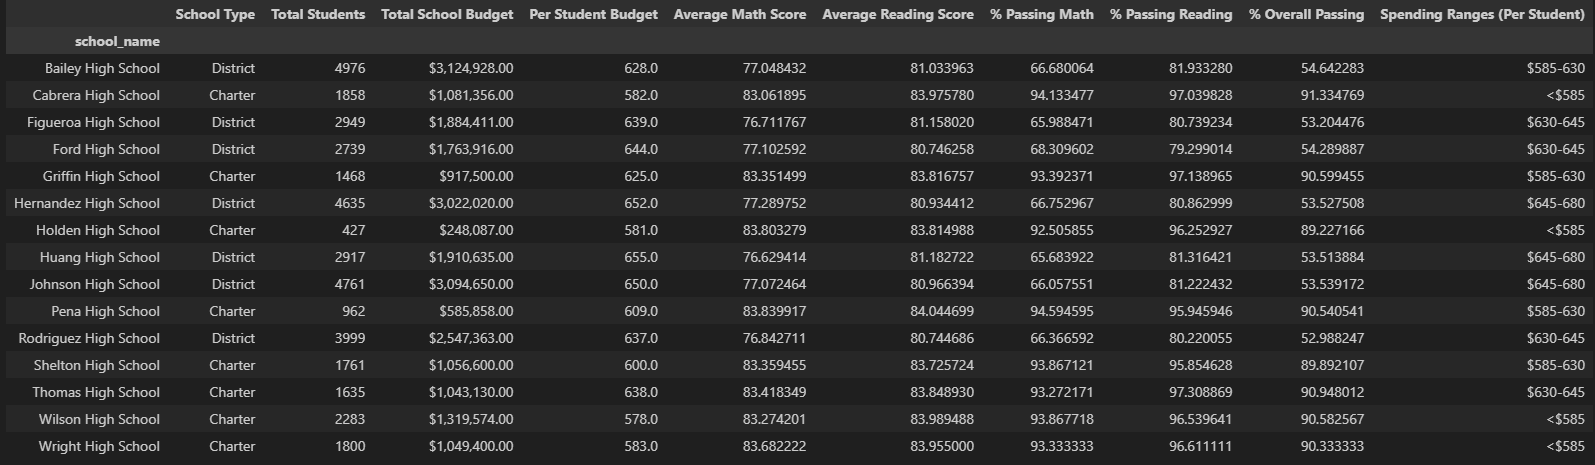 School Type Total Students Total School Budget Per Student Budget Average Math Score Average Reading Score % Passing Math % Passing Reading % Overall Passing Spending Ranges (Per Student)
school_name
Bailey High School District 4976 $3,124,928.00 628.0 77.048432 81.033963 66.680064 81.933280 54.642283 $585-630
Cabrera High School Charter 1858 $1,081,356.00 582.0 83.061895 83.975780 94.133477 97.039828 91.334769 <$585
Figueroa High School District 2949 $1,884,411.00 639.0 76.711767 81.158020 65.988471 80.739234 53.204476 $630-645
Ford High School District 2739 $1,763,916.00 644.0 77.102592 80.746258 68.309602 79.299014 54.289887 $630-645
Griffin High School Charter 1468 $917,500.00 625.0 83.351499 83.816757 93.392371 97.138965 90.599455 $585-630
Hernandez High School District 4635 $3,022,020.00 652.0 77.289752 80.934412 66.752967 80.862999 53.527508 $645-680
Holden High School Charter 427 $248,087.00 581.0 83.803279 83.814988 92.505855 96.252927 89.227166 <$585
Huang High School District 2917 $1,910,635.00 655.0 76.629414 81.182722 65.683922 81.316421 53.513884 $645-680
Johnson High School District 4761 $3,094,650.00 650.0 77.072464 80.966394 66.057551 81.222432 53.539172 $645-680
Pena High School Charter 962 $585,858.00 609.0 83.839917 84.044699 94.594595 95.945946 90.540541 $585-630
Rodriguez High School District 3999 $2,547,363.00 637.0 76.842711 80.744686 66.366592 80.220055 52.988247 $630-645
Shelton High School Charter 1761 $1,056,600.00 600.0 83.359455 83.725724 93.867121 95.854628 89.892107 $585-630
Thomas High School Charter 1635 $1,043,130.00 638.0 83.418349 83.848930 93.272171 97.308869 90.948012 $630-645
Wilson High School Charter 2283 $1,319,574.00 578.0 83.274201 83.989488 93.867718 96.539641 90.582567 <$585
Wright High School Charter 1800 $1,049,400.00 583.0 83.682222 83.955000 93.333333 96.611111 90.333333 <$585